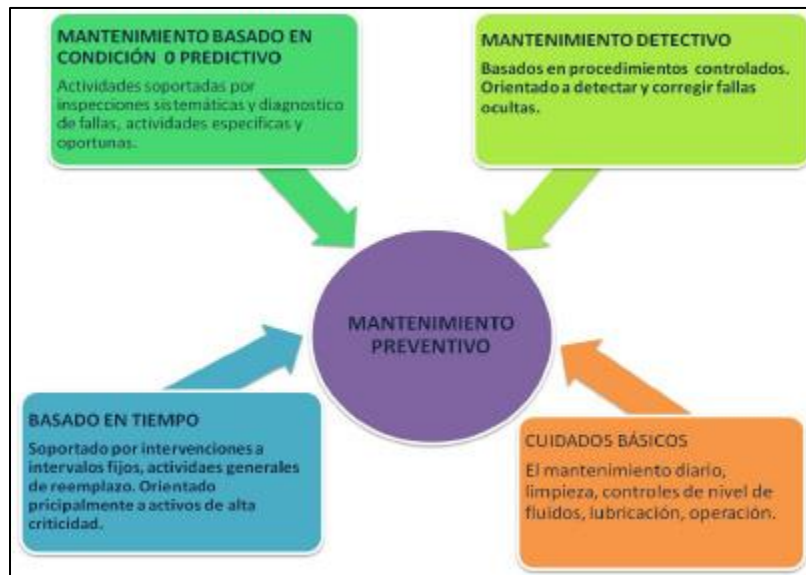 MANTENIMIENTO BASADO EN
CONDICIÓN 0 PREDICTIVO
Actividades soportadas por
inspecciones sistemáticas y diagnostico
de fallas, actividades especificas y
oportunas.
MANTENIMIENTO DETECTIVO
Basados en procedimientos controlados.
Orientado a detectar y corregir fallas
ocultas.
MANTENIMIENTO
PREVENTIVO
BASADO EN TIEMPO
Soportado por intervenciones a
intervalos fijos, actividaes generales
de reemplazo. Orientado
pricipalmente a activos de alta
criticidad.
CUIDADOS BÁSICOS
El mantenimiento diario,
limpieza, controles de nivel de
fluidos, lubricación, operación.